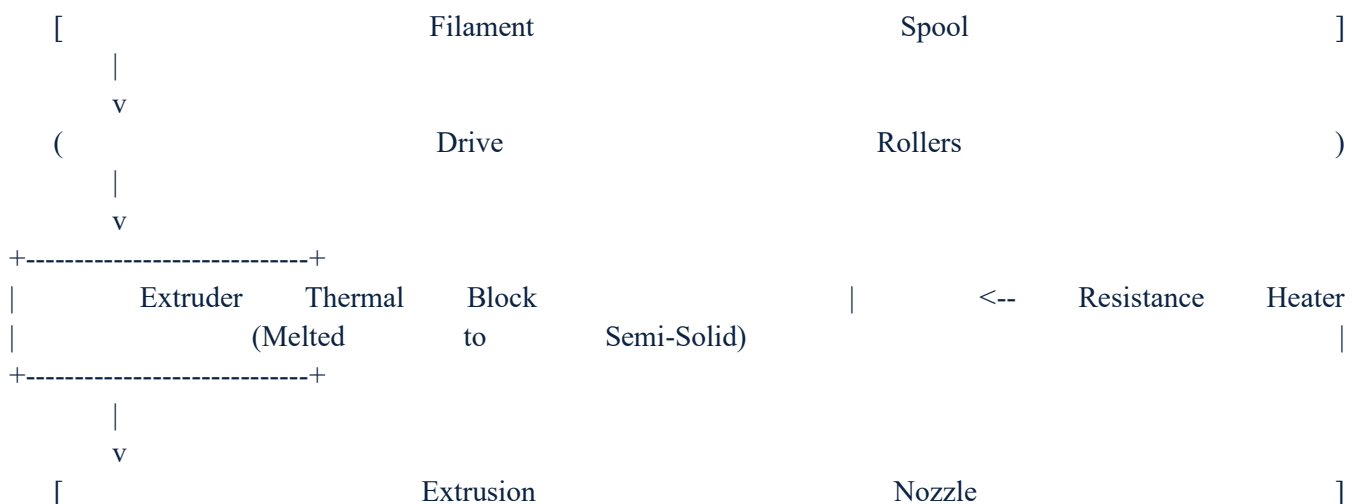 [ Filament Spool ]
|
v
( Drive Rollers )
|
v
+-----------------------------+
| Extruder Thermal Block | <-- Resistance Heater
| (Melted to Semi-Solid) |
+-----------------------------+
|
v
[ Extrusion Nozzle ]